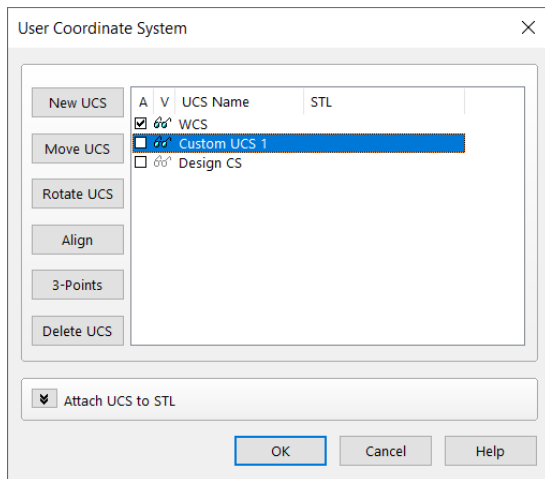 User Coordinate System
New UCS
Move UCS
Rotate UCS
Align
3-Points
Delete UCS
A V UCS Name STL
WCS
Custom UCS 1
Design CS
Attach UCS to STL
OK Cancel Help